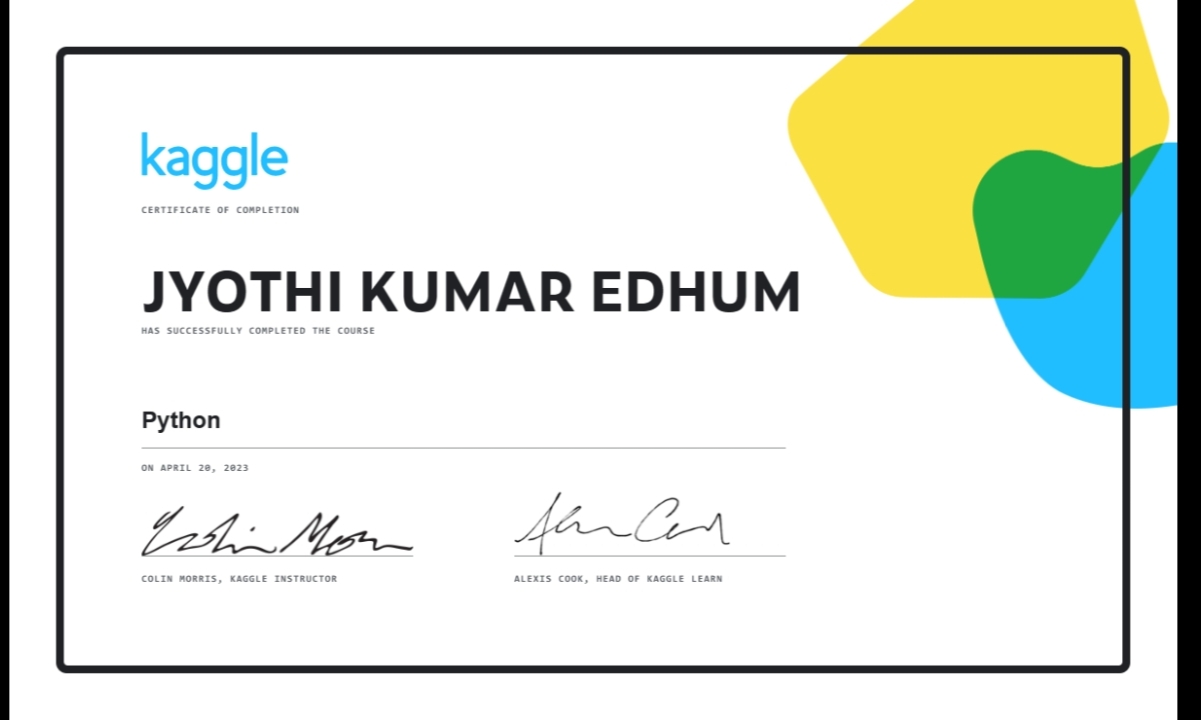 kaggle
CERTIFICATE OF COMPLETION
JYOTHI KUMAR EDHUM
HAS SUCCESSFULLY COMPLETED THE COURSE
Python
ON APRIL 20, 2023
Colin Morris
Alexis Cook
COLIN MORRIS, KAGGLE INSTRUCTOR
ALEXIS COOK, HEAD OF KAGGLE LEARN